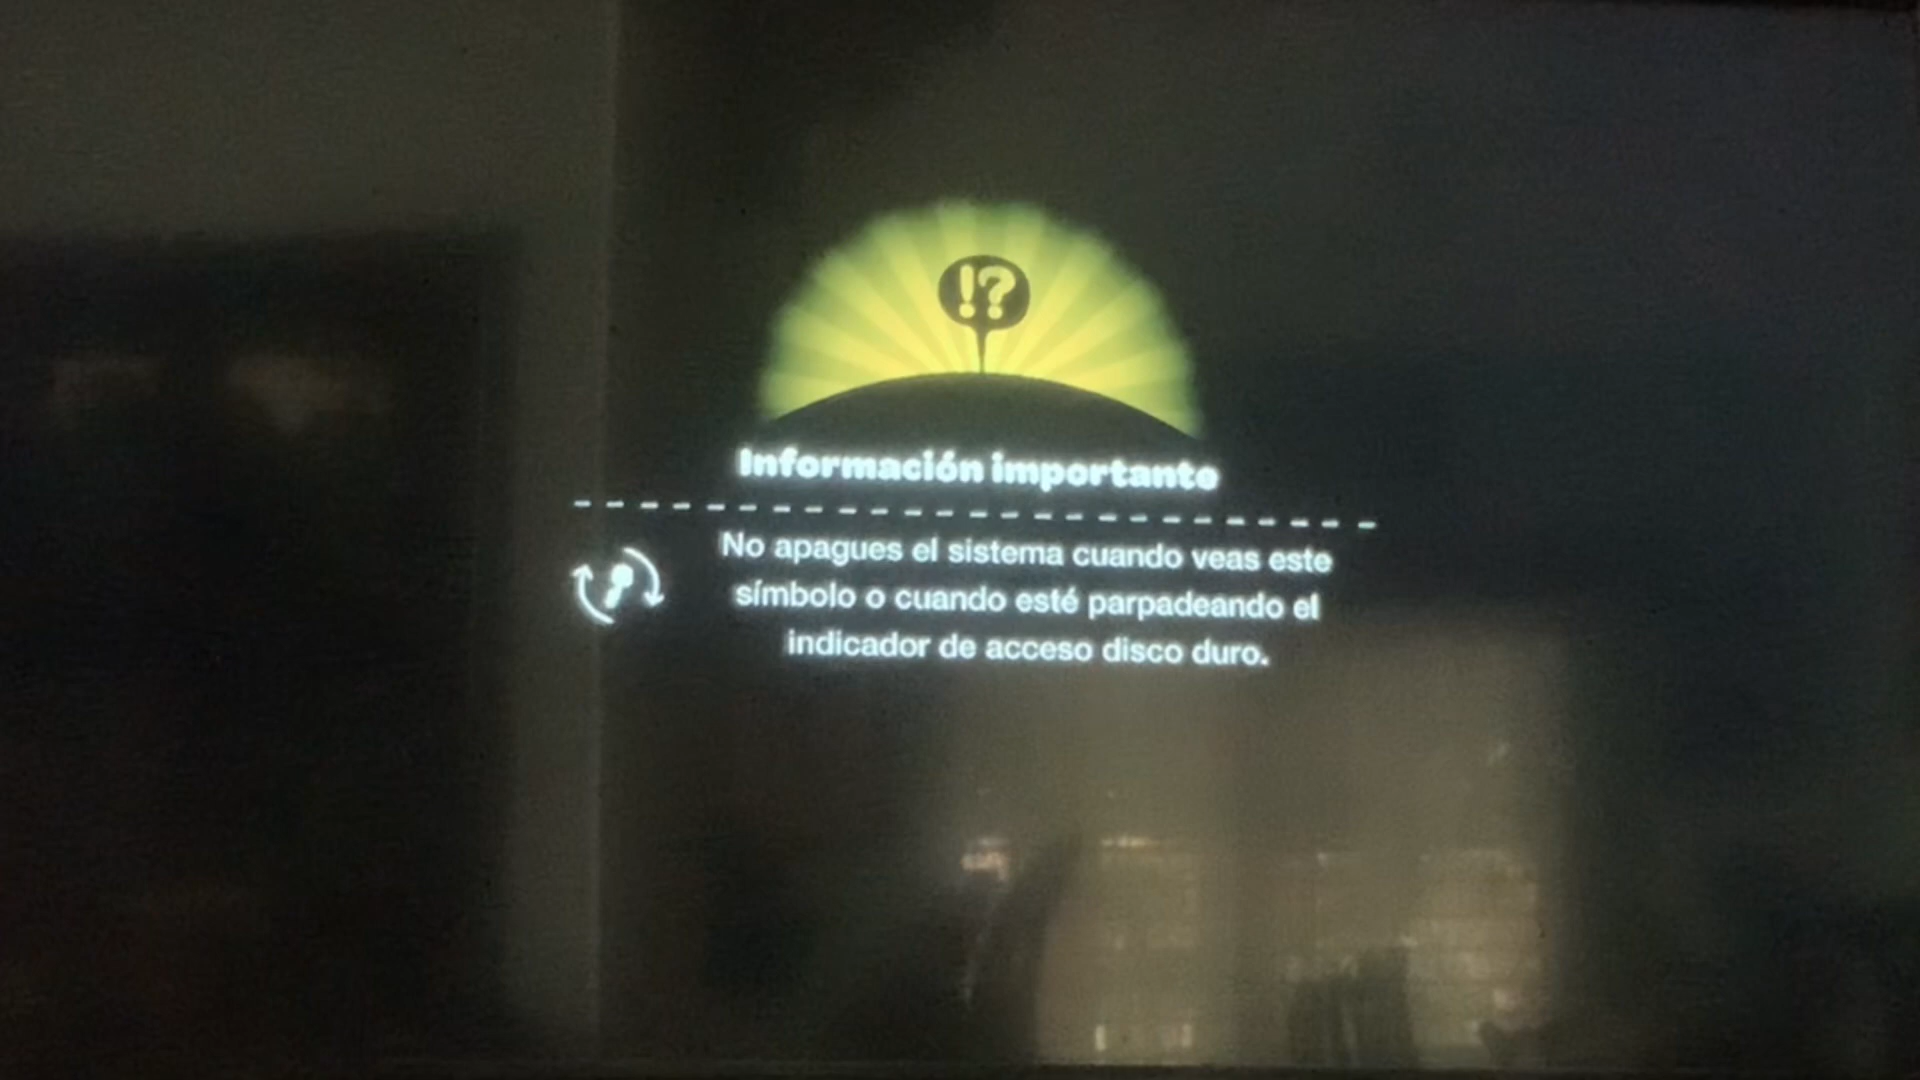 !?
Información importante
No apagues el sistema cuando veas este
símbolo o cuando esté parpadeando el
indicador de acceso disco duro.